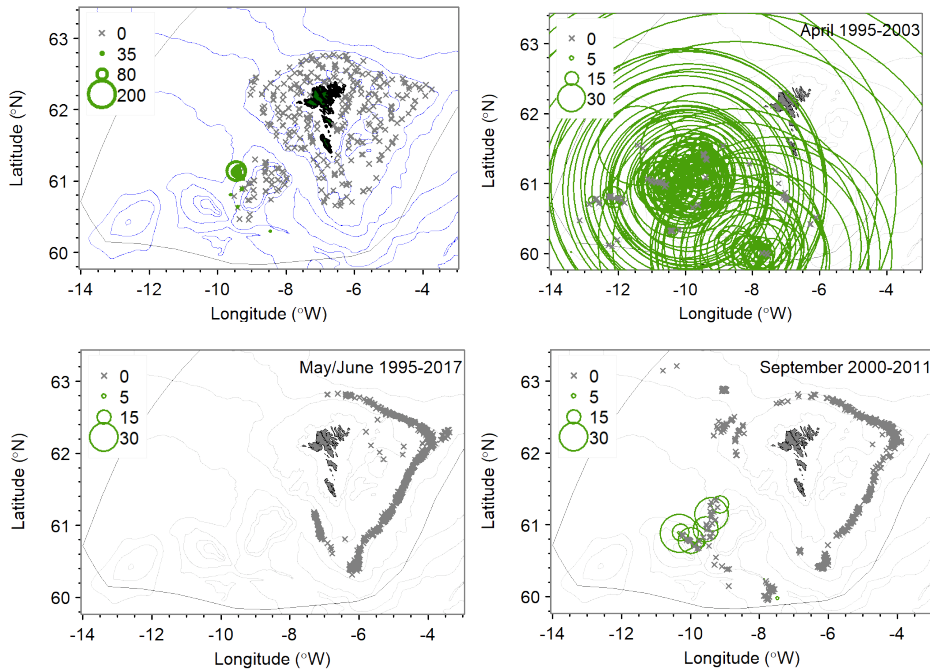 0
35
80
200
63
62
61
60
Latitude (°N)
-14 -12 -10 -8 -6 -4
Longitude (°W)
April 1995-2003
0
5
15
30
63
62
61
60
Latitude (°N)
-14 -12 -10 -8 -6 -4
Longitude (°W)
May/June 1995-2017
0
5
15
30
63
62
61
60
Latitude (°N)
-14 -12 -10 -8 -6 -4
Longitude (°W)
September 2000-2011
0
5
15
30
63
62
61
60
Latitude (°N)
-14 -12 -10 -8 -6 -4
Longitude (°W)